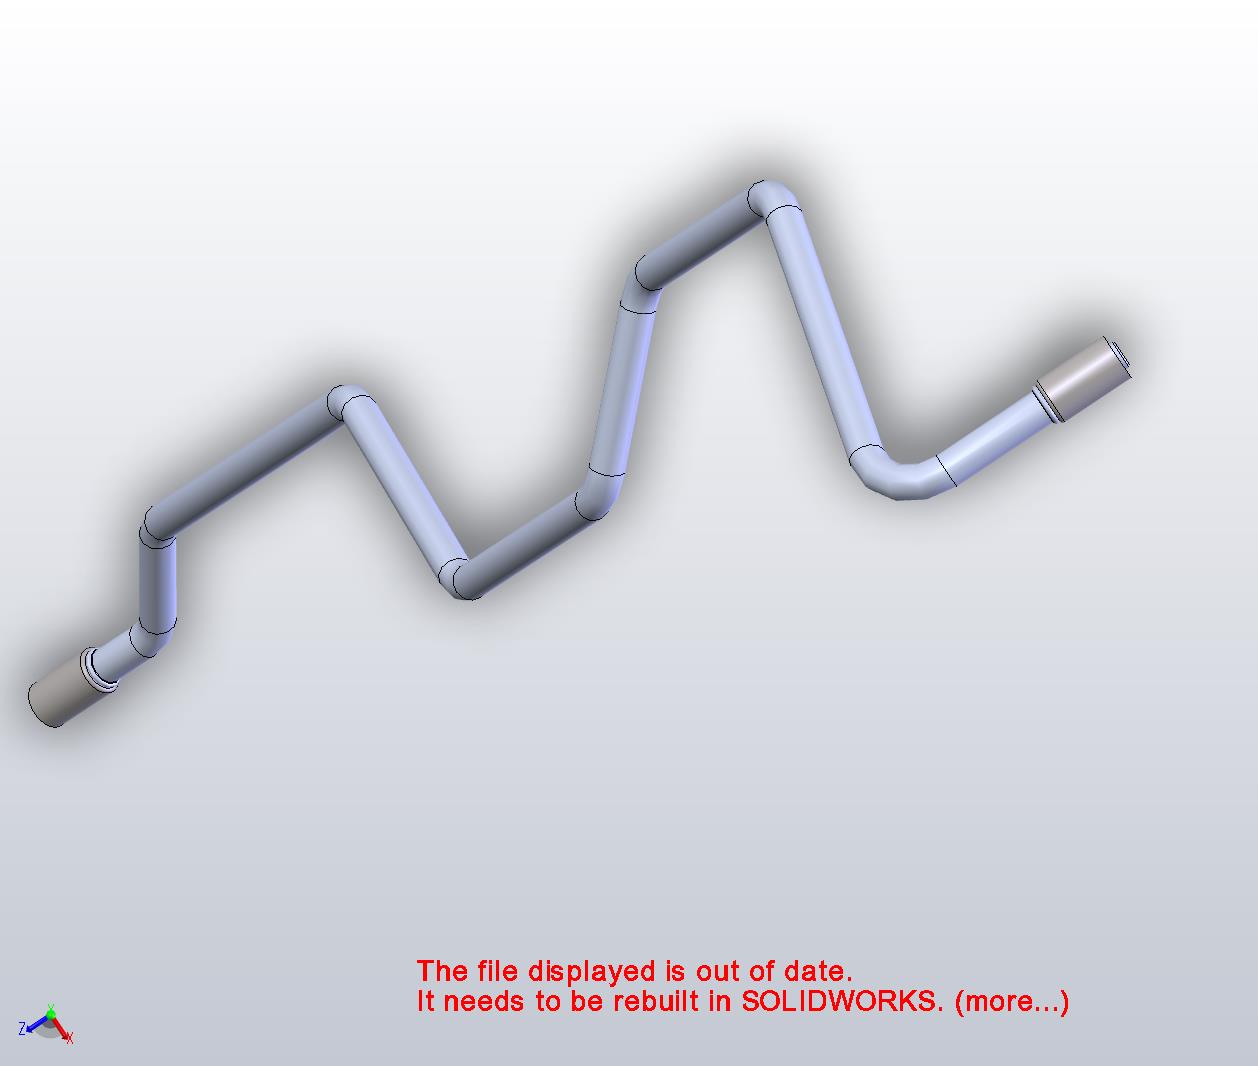 The file displayed is out of date.
It needs to be rebuilt in SOLIDWORKS. (more...)
Y
Z
X